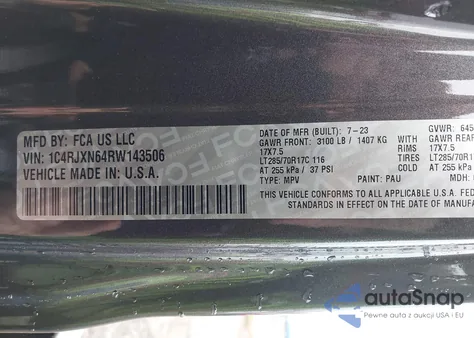 MFD BY: FCA US LLC
VIN: 1C4RJXN64RW143506
VEHICLE MADE IN: U.S.A.
DATE OF MFR (BUILT): 7-23
GVWR: 645
GAWR FRONT: 3100 LB / 1407 KG
GAWR REAR
17X7.5
17X7.5
LT285/70R17C 116
TIRES
LT285/70R1
AT 255 kPa / 37 PSI
COLD
AT 255 kPa
TYPE: MPV
PAINT: PAU
MDH:
THIS VEHICLE CONFORMS TO ALL APPLICABLE U.S.A. FED
STANDARDS IN EFFECT ON THE DATE OF MANUFA
autoSnap
Pewne auta z aukcji USA i EU